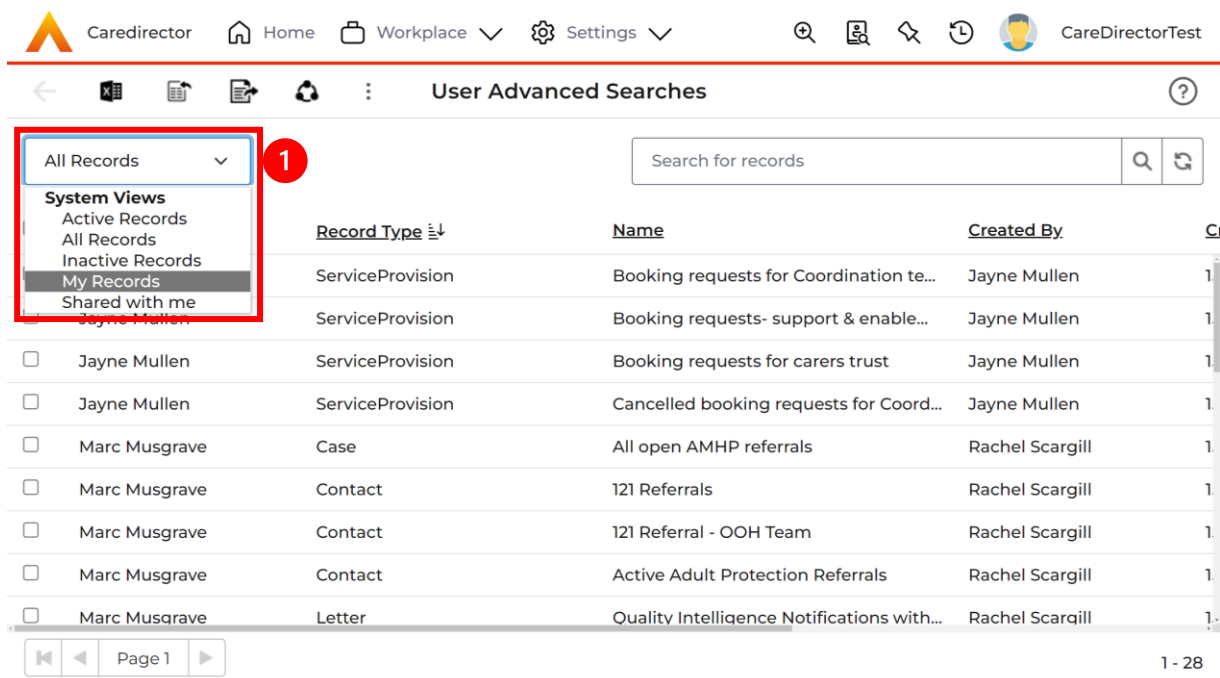 Caredirector Home Workplace Settings CareDirectorTest
User Advanced Searches
All Records 1 Search for records
System Views
Active Records
All Records
Inactive Records
My Records
Shared with me
Record Type Name Created By
ServiceProvision Booking requests for Coordination te... Jayne Mullen
Jayne Mullen ServiceProvision Booking requests- support & enable... Jayne Mullen
Jayne Mullen ServiceProvision Booking requests for carers trust Jayne Mullen
Jayne Mullen ServiceProvision Cancelled booking requests for Coord... Jayne Mullen
Marc Musgrave Case All open AMHP referrals Rachel Scargill
Marc Musgrave Contact 121 Referrals Rachel Scargill
Marc Musgrave Contact 121 Referral - OOH Team Rachel Scargill
Marc Musgrave Contact Active Adult Protection Referrals Rachel Scargill
Marc Musgrave Letter Quality Intelligence Notifications with... Rachel Scargill
Page 1
1 - 28